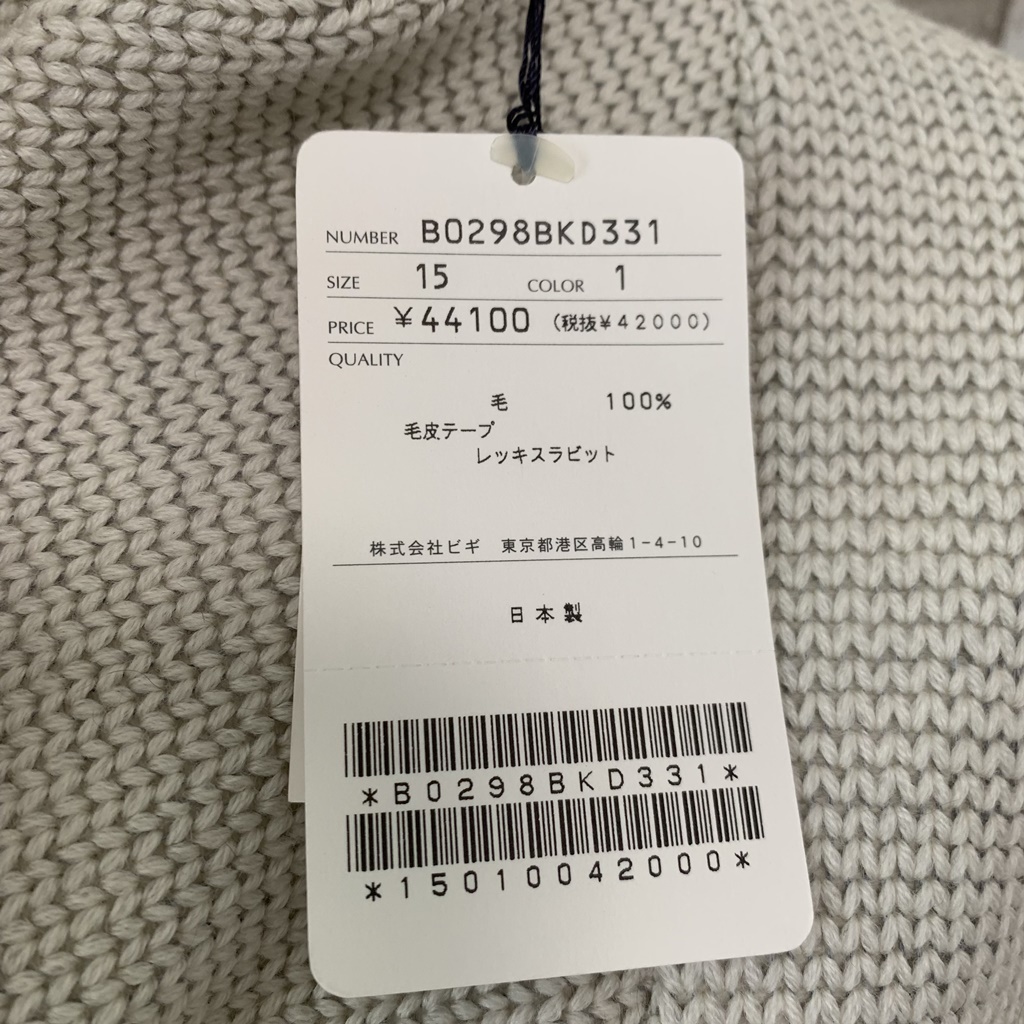 NUMBER B0298BKD331
SIZE 15 COLOR 1
PRICE ¥44100 (税抜¥42000)
QUALITY
毛 100%
毛皮テープ
レッキスラビット
株式会社ビギ 東京都港区高輪1-4-10
日本製
*B0298BKD331*
*15010042000*